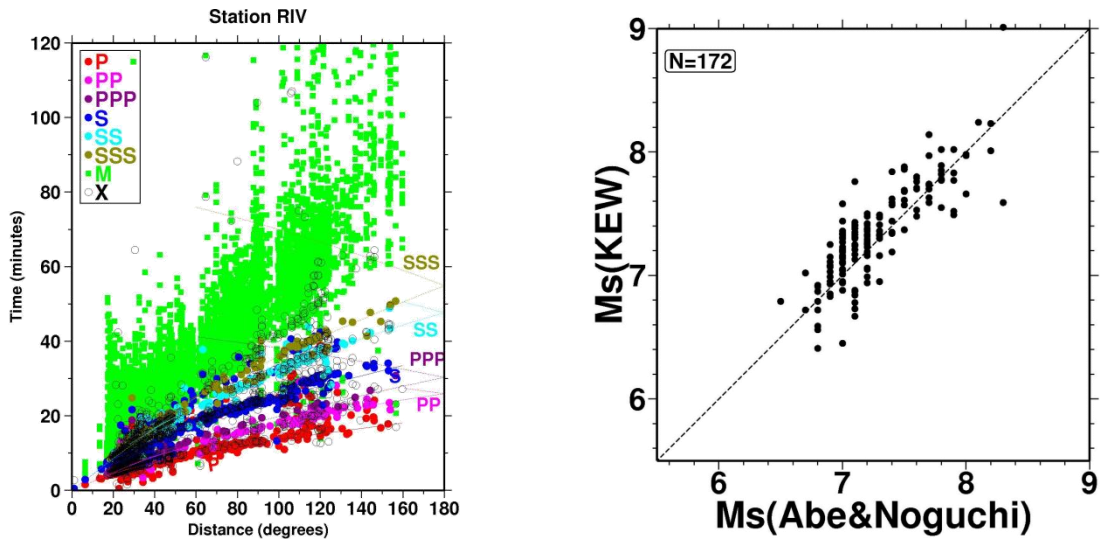 Station RIV
Time (minutes)
120
100
80
60
40
20
0
P
PP
PPP
S
SS
SSS
M
X
SSS
SS
PPP
S
PP
P
0 20 40 60 80 100 120 140 160 180
Distance (degrees)
N=172
Ms(KEW)
9
8
7
6
6 7 8 9
Ms(Abe&Noguchi)